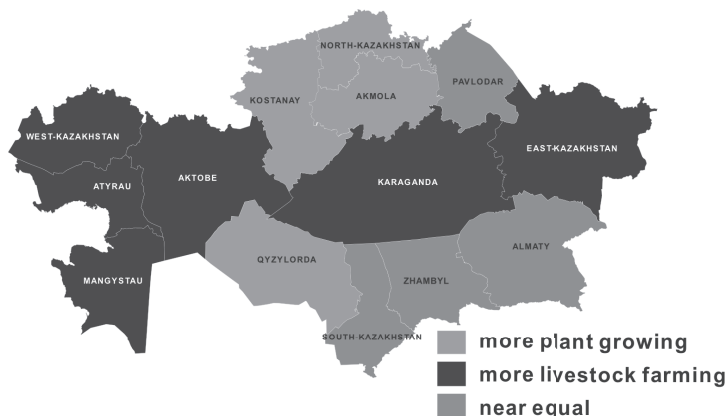 NORTH-KAZAKHSTAN
PAVLODAR
KOSTANAY
AKMOLA
WEST-KAZAKHSTAN
EAST-KAZAKHSTAN
ATYRAU
AKTOBE
KARAGANDA
ALMATY
QYZYLORDA
MANGYSTAU
ZHAMBYL
SOUTH-KAZAKHSTAN
more plant growing
more livestock farming
near equal